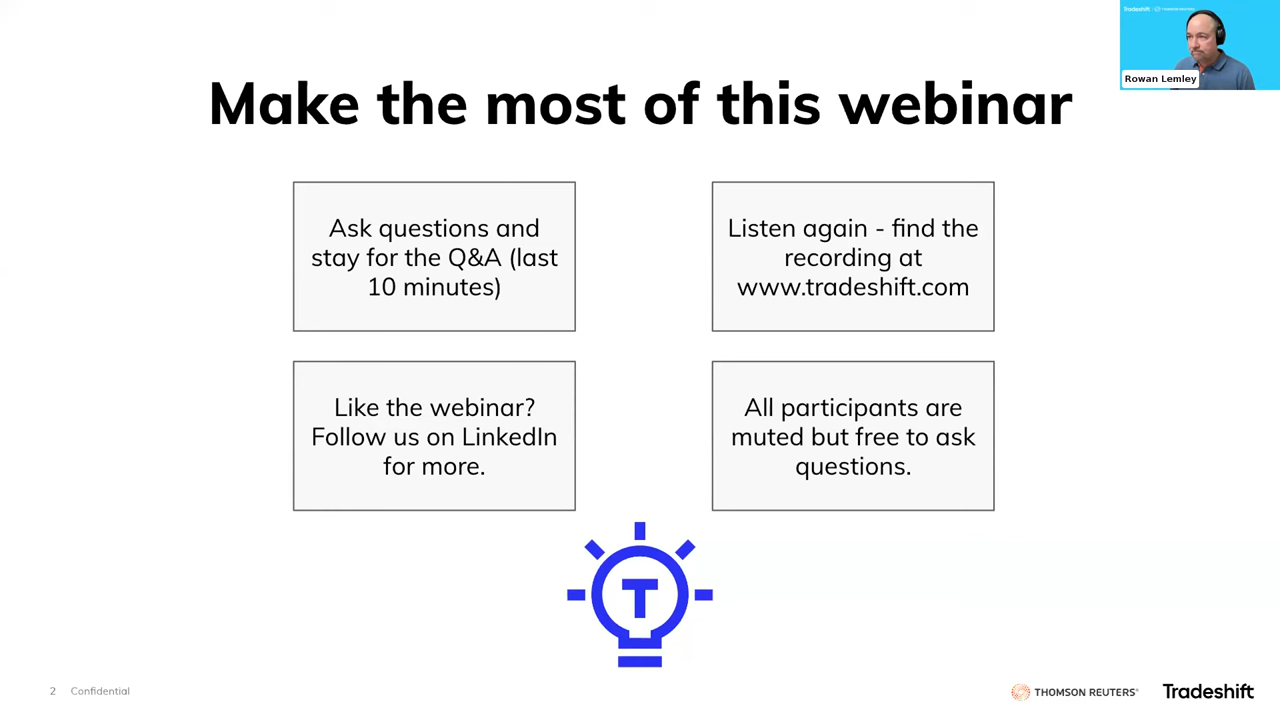 Tradeshift THOMSON REUTERS
Rowan Lemley
Make the most of this webinar
Ask questions and
stay for the Q&A (last
10 minutes)
Listen again - find the
recording at
www.tradeshift.com
Like the webinar?
Follow us on LinkedIn
for more.
All participants are
muted but free to ask
questions.
T
2 Confidential
THOMSON REUTERS®
Tradeshift